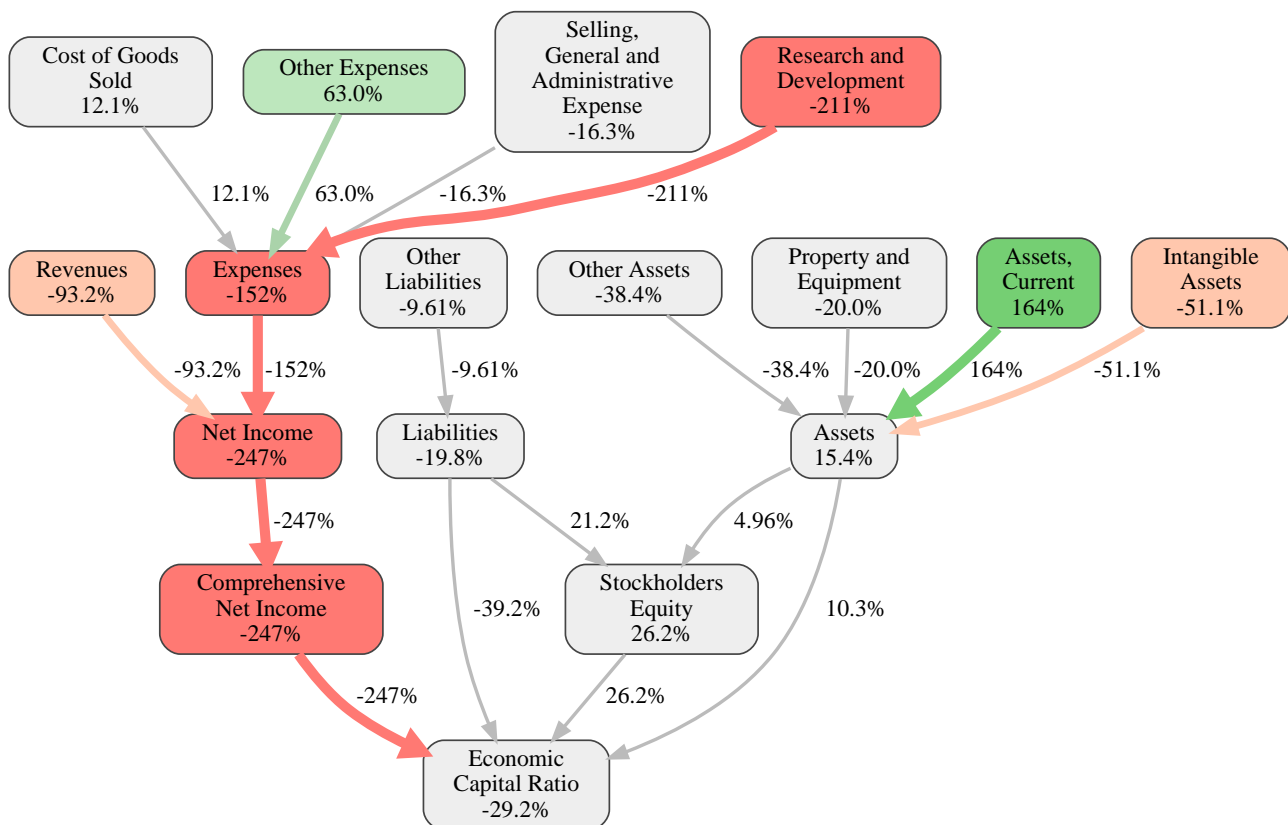 Cost of Goods
Sold
12.1%
Other Expenses
63.0%
Selling,
General and
Administrative
Expense
-16.3%
Research and
Development
-211%
12.1%
63.0%
-16.3%
-211%
Revenues
-93.2%
Expenses
-152%
Other
Liabilities
-9.61%
Other Assets
-38.4%
Property and
Equipment
-20.0%
Assets,
Current
164%
Intangible
Assets
-51.1%
-93.2%
-152%
-9.61%
-38.4%
-20.0%
164%
-51.1%
Net Income
-247%
Liabilities
-19.8%
Assets
15.4%
-247%
21.2%
4.96%
Comprehensive
Net Income
-247%
-39.2%
Stockholders
Equity
26.2%
10.3%
-247%
26.2%
Economic
Capital Ratio
-29.2%